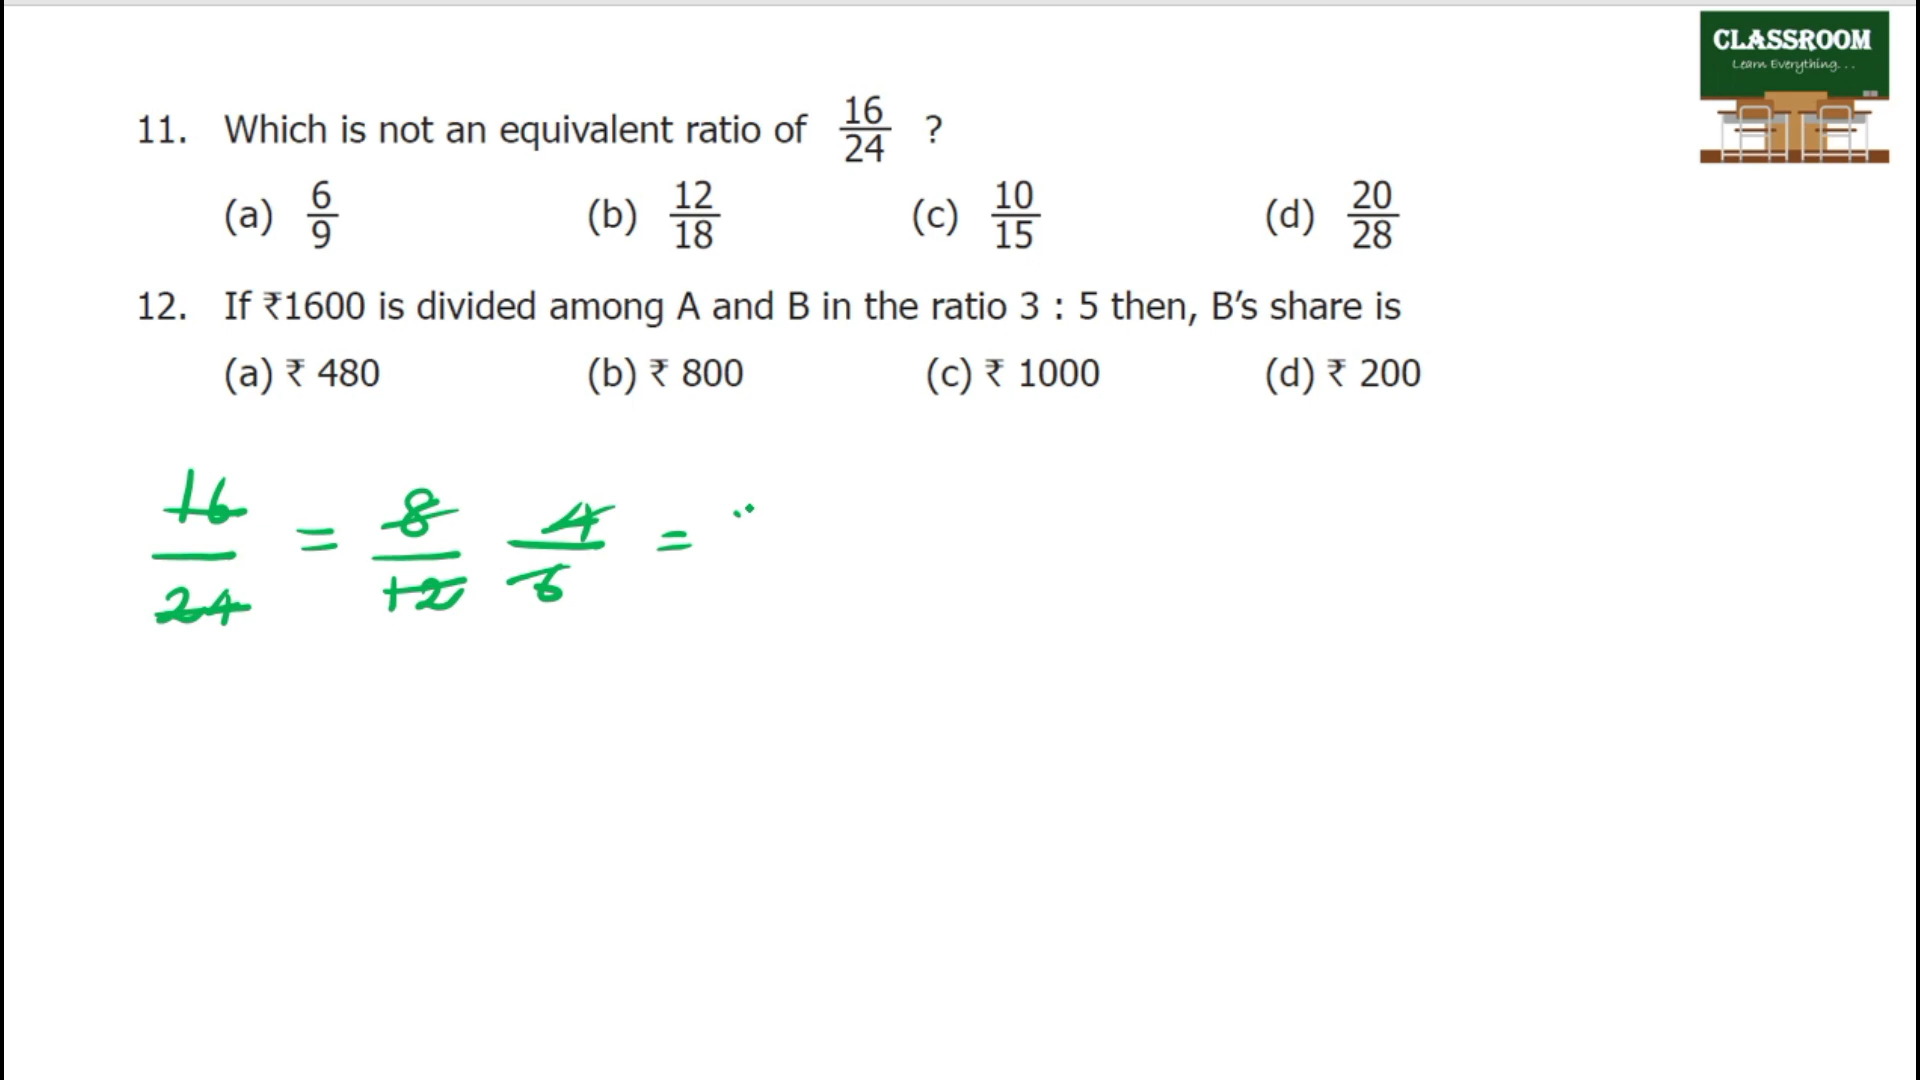 CLASSROOM
Learn Everything...
11. Which is not an equivalent ratio of 16/24 ?
(a) 6/9 (b) 12/18 (c) 10/15 (d) 20/28
12. If ₹1600 is divided among A and B in the ratio 3 : 5 then, B’s share is
(a) ₹ 480 (b) ₹ 800 (c) ₹ 1000 (d) ₹ 200
16/24 = 8/12 4/6 =